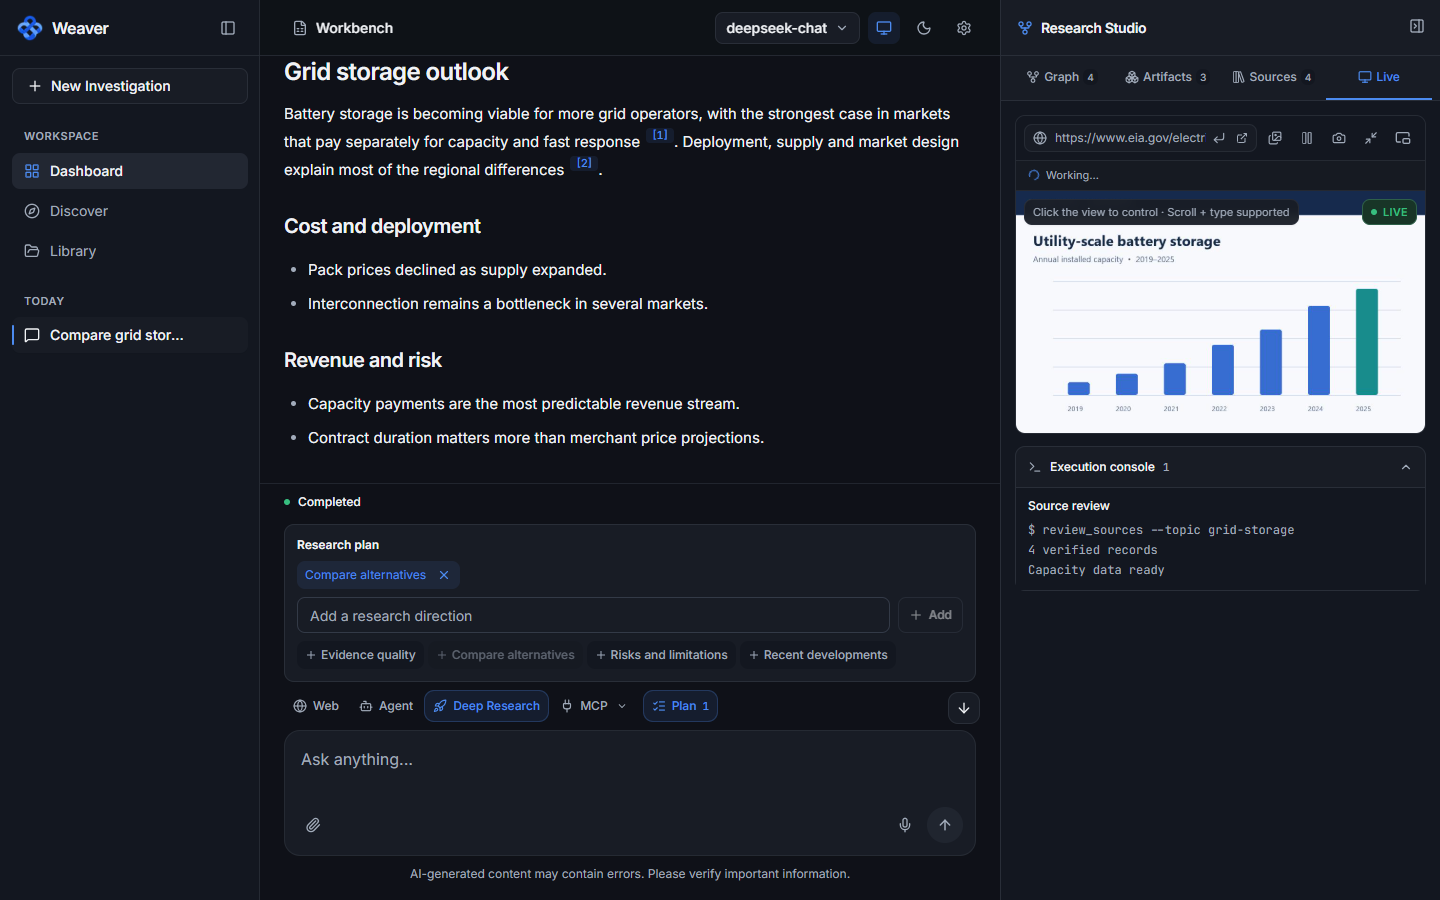 Weaver
New Investigation
WORKSPACE
Dashboard
Discover
Library
TODAY
Compare grid stor...
Workbench
deepseek-chat
Grid storage outlook
Battery storage is becoming viable for more grid operators, with the strongest case in markets
that pay separately for capacity and fast response [1]. Deployment, supply and market design
explain most of the regional differences [2].
Cost and deployment
• Pack prices declined as supply expanded.
• Interconnection remains a bottleneck in several markets.
Revenue and risk
• Capacity payments are the most predictable revenue stream.
• Contract duration matters more than merchant price projections.
Completed
Research plan
Compare alternatives
Add a research direction
Add
Evidence quality
Compare alternatives
Risks and limitations
Recent developments
Web
Agent
Deep Research
MCP
Plan 1
Ask anything...
AI-generated content may contain errors. Please verify important information.
Research Studio
Graph 4
Artifacts 3
Sources 4
Live
https://www.eia.gov/electr
Working...
Click the view to control · Scroll + type supported
LIVE
Utility-scale battery storage
Annual installed capacity • 2019–2025
2019 2020 2021 2022 2023 2024 2025
Execution console 1
Source review
$ review_sources --topic grid-storage
4 verified records
Capacity data ready